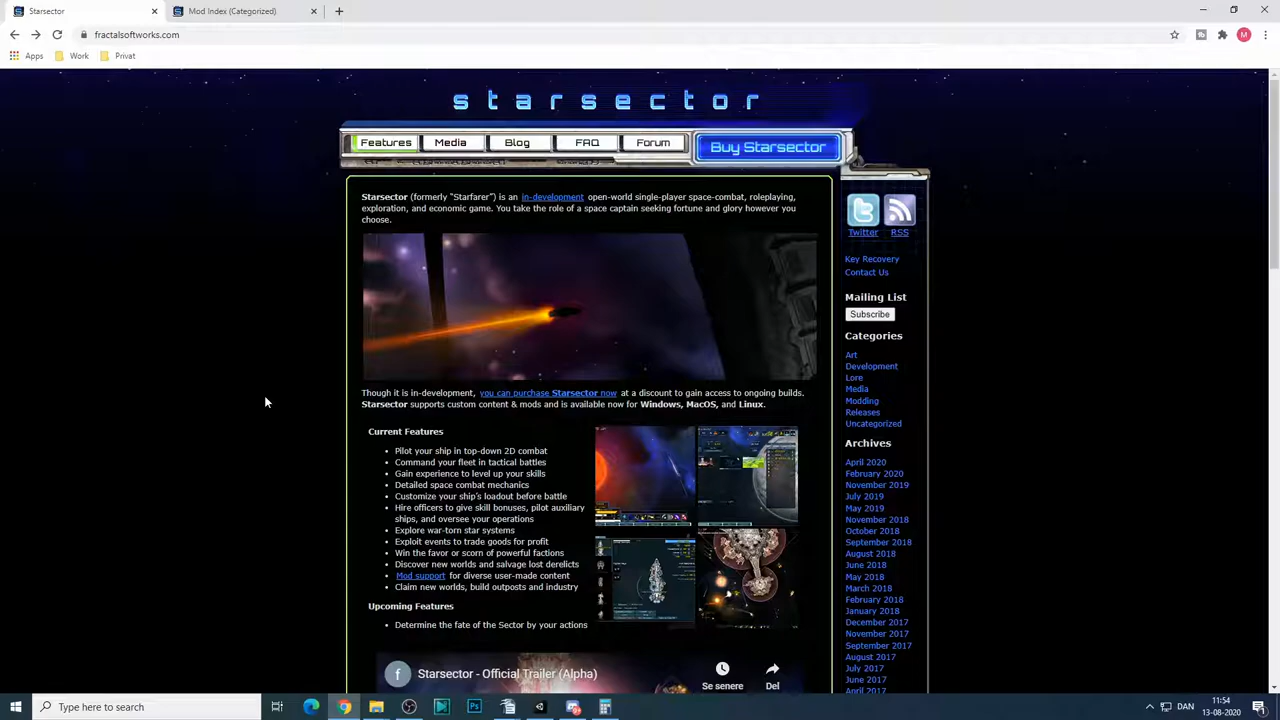 Starsector
Mod Index (Categorized)
fractalsoftworks.com
M
Apps
Work
Privat
starsector
Features
Media
Blog
FAQ
Forum
Buy Starsector
Starsector (formerly “Starfarer”) is an in-development open-world single-player space-combat, roleplaying,
exploration, and economic game. You take the role of a space captain seeking fortune and glory however you
choose.
Though it is in-development, you can purchase Starsector now at a discount to gain access to ongoing builds.
Starsector supports custom content & mods and is available now for Windows, MacOS, and Linux.
Current Features
Pilot your ship in top-down 2D combat
Command your fleet in tactical battles
Gain experience to level up your skills
Detailed space combat mechanics
Customize your ship's loadout before battle
Hire officers to give skill bonuses, pilot auxiliary
ships, and oversee your operations
Explore war-torn star systems
Exploit events to trade goods for profit
Win the favor or scorn of powerful factions
Discover new worlds and salvage lost derelicts
Mod support for diverse user-made content
Claim new worlds, build outposts and industry
Upcoming Features
Determine the fate of the Sector by your actions
f
Starsector - Official Trailer (Alpha)
Se senere
Del
Twitter
RSS
Key Recovery
Contact Us
Mailing List
Subscribe
Categories
Art
Development
Lore
Media
Modding
Releases
Uncategorized
Archives
April 2020
February 2020
November 2019
July 2019
May 2019
November 2018
October 2018
September 2018
August 2018
June 2018
May 2018
March 2018
February 2018
January 2018
December 2017
November 2017
September 2017
August 2017
July 2017
June 2017
April 2017
Type here to search
DAN
11:54
13-08-2020